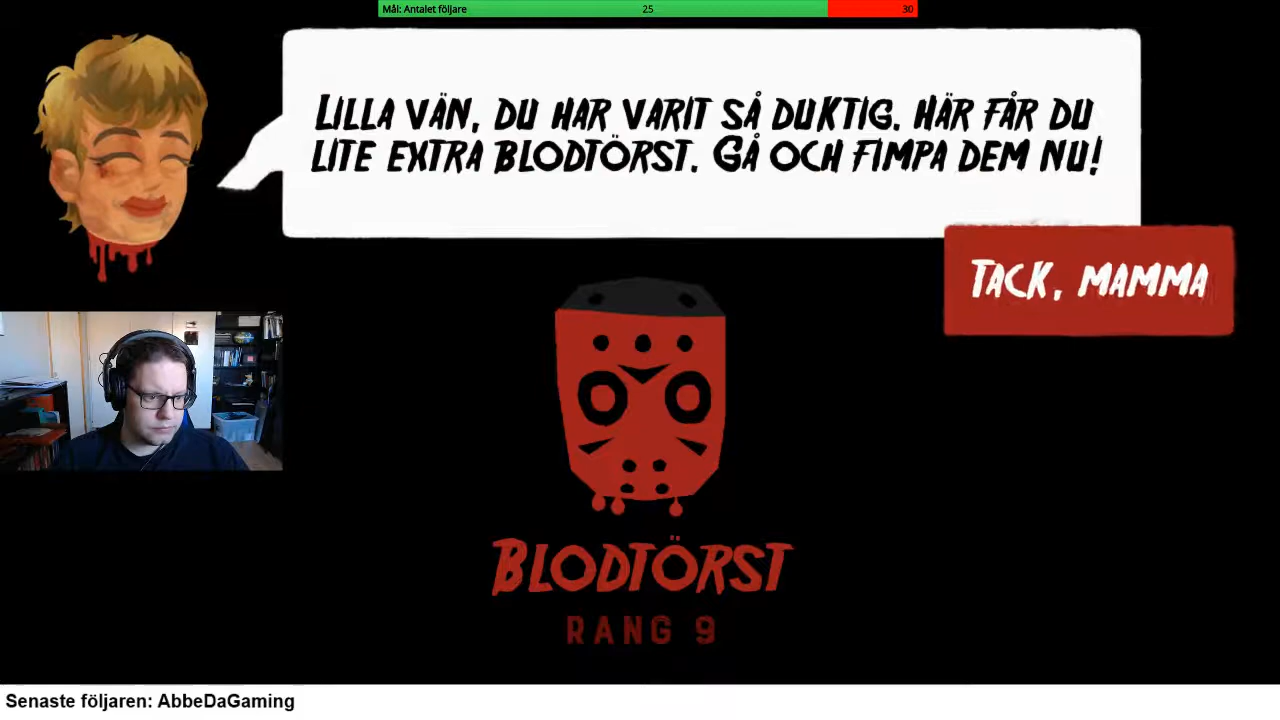 Mål: Antalet följare 25 30
LILLA VÄN, DU HAR VARIT SÅ DUKTIG. HÄR FÅR DU
LITE EXTRA BLODTÖRST. GÅ OCH FIMPA DEM NU!
TACK, MAMMA
BLODTÖRST
RANG 9
Senaste följaren: AbbeDaGaming